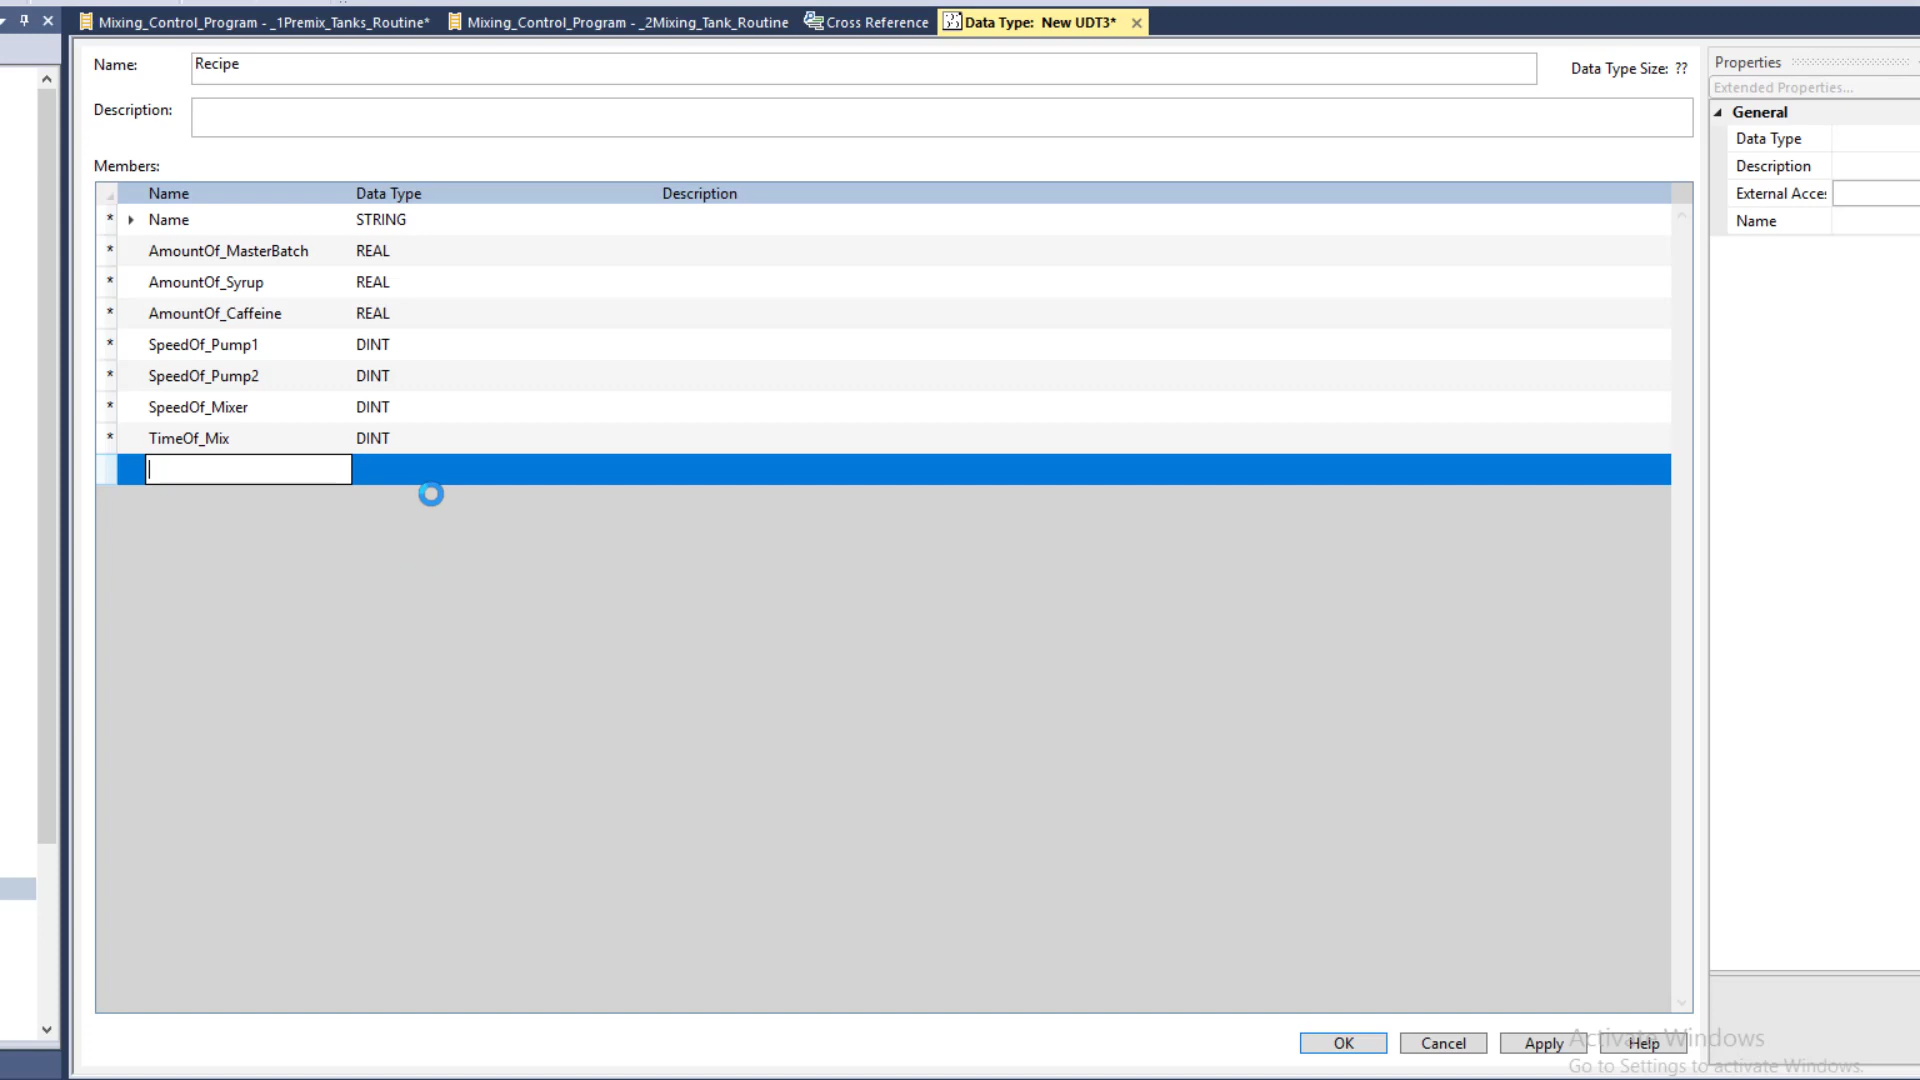 Mixing_Control_Program - _1Premix_Tanks_Routine*
Mixing_Control_Program - _2Mixing_Tank_Routine
Cross Reference
Data Type: New UDT3*
Name:
Recipe
Data Type Size: ??
Description:
Members:
Name Data Type Description
* Name STRING
* AmountOf_MasterBatch REAL
* AmountOf_Syrup REAL
* AmountOf_Caffeine REAL
* SpeedOf_Pump1 DINT
* SpeedOf_Pump2 DINT
* SpeedOf_Mixer DINT
* TimeOf_Mix DINT
OK Cancel Apply Help
Properties
Extended Properties...
General
Data Type
Description
External Acce
Name
Activate Windows
Go to Settings to activate Windows.